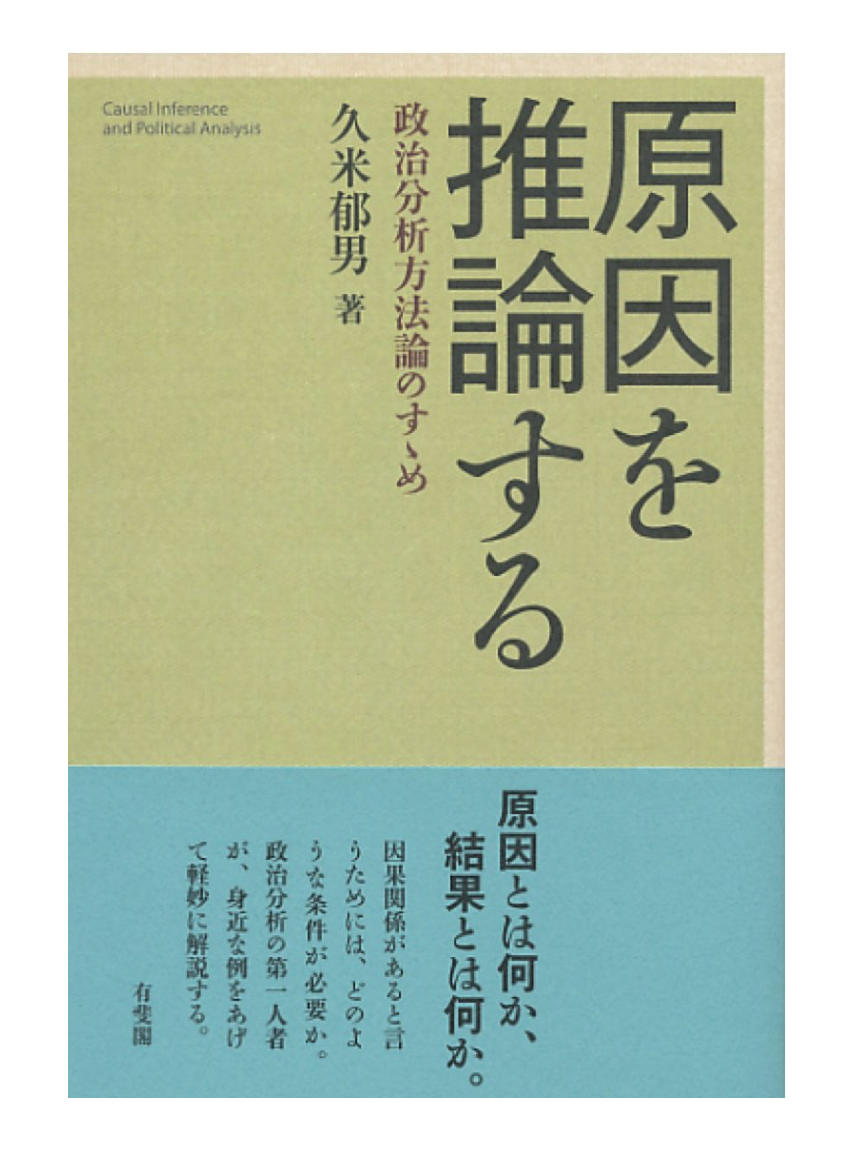 原因を
推論する
政治分析方法論のすゝめ
久米郁男 著
Causal Inference
and Political Analysis
原因とは何か、
結果とは何か。
因果関係があると言
うためには、どのよ
うな条件が必要か。
政治分析の第一人者
が、身近な例をあげ
て軽妙に解説する。
有斐閣